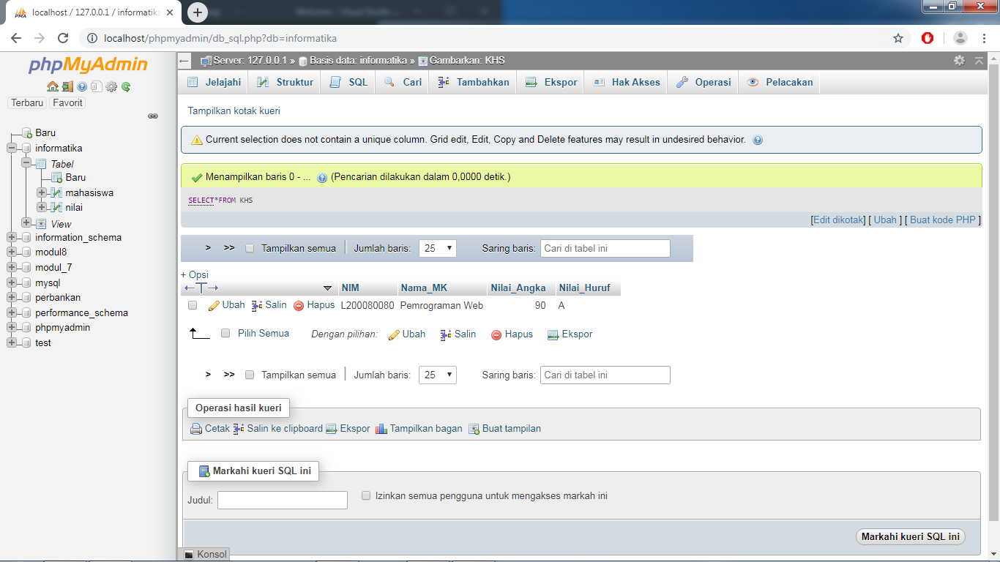 localhost / 127.0.0.1 / informatika
localhost/phpmyadmin/db_sql.php?db=informatika
phpMyAdmin
Terbaru Favorit
Baru
informatika
Tabel
Baru
mahasiswa
nilai
View
information_schema
modul8
modul_7
mysql
perbankan
performance_schema
phpmyadmin
test
Server: 127.0.0.1 » Basis data: informatika » Gambarkan: KHS
Jelajahi Struktur SQL Cari Tambahkan Ekspor Hak Akses Operasi Pelacakan
Tampilkan kotak kueri
Current selection does not contain a unique column. Grid edit, Edit, Copy and Delete features may result in undesired behavior.
Menampilkan baris 0 - ... (Pencarian dilakukan dalam 0,0000 detik.)
SELECT*FROM KHS
[Edit dikotak] [ Ubah ] [ Buat kode PHP ]
> >> Tampilkan semua Jumlah baris: 25 Saring baris: Cari di tabel ini
+ Opsi
←T→ NIM Nama_MK Nilai_Angka Nilai_Huruf
Ubah Salin Hapus L200080080 Pemrograman Web 90 A
Pilih Semua Dengan pilihan: Ubah Salin Hapus Ekspor
> >> Tampilkan semua Jumlah baris: 25 Saring baris: Cari di tabel ini
Operasi hasil kueri
Cetak Salin ke clipboard Ekspor Tampilkan bagan Buat tampilan
Markahi kueri SQL ini
Judul: Izinkan semua pengguna untuk mengakses markah ini
Markahi kueri SQL ini
Konsol